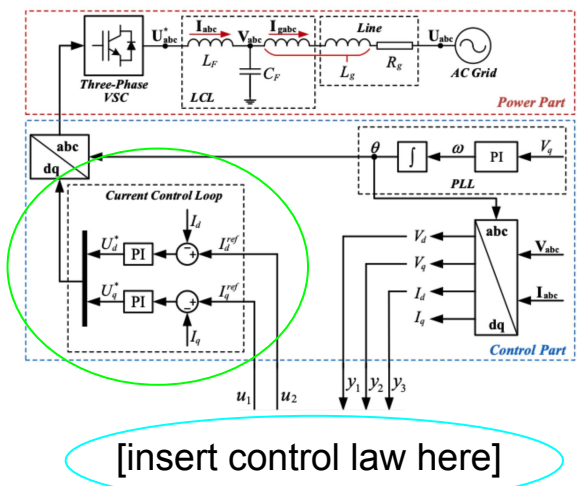 U*abc
Iabc
Vabc
Igabc
Line
Uabc
LF
CF
Lg
Rg
Three-Phase
VSC
LCL
AC Grid
Power Part
abc
dq
θ
∫
ω
PI
Vq
PLL
Current Control Loop
Id
U*d
PI
− +
Idref
U*q
PI
− +
Iqref
Iq
Vd
Vq
Id
Iq
abc
dq
Vabc
Iabc
Control Part
u1
u2
y1
y2
y3
[insert control law here]